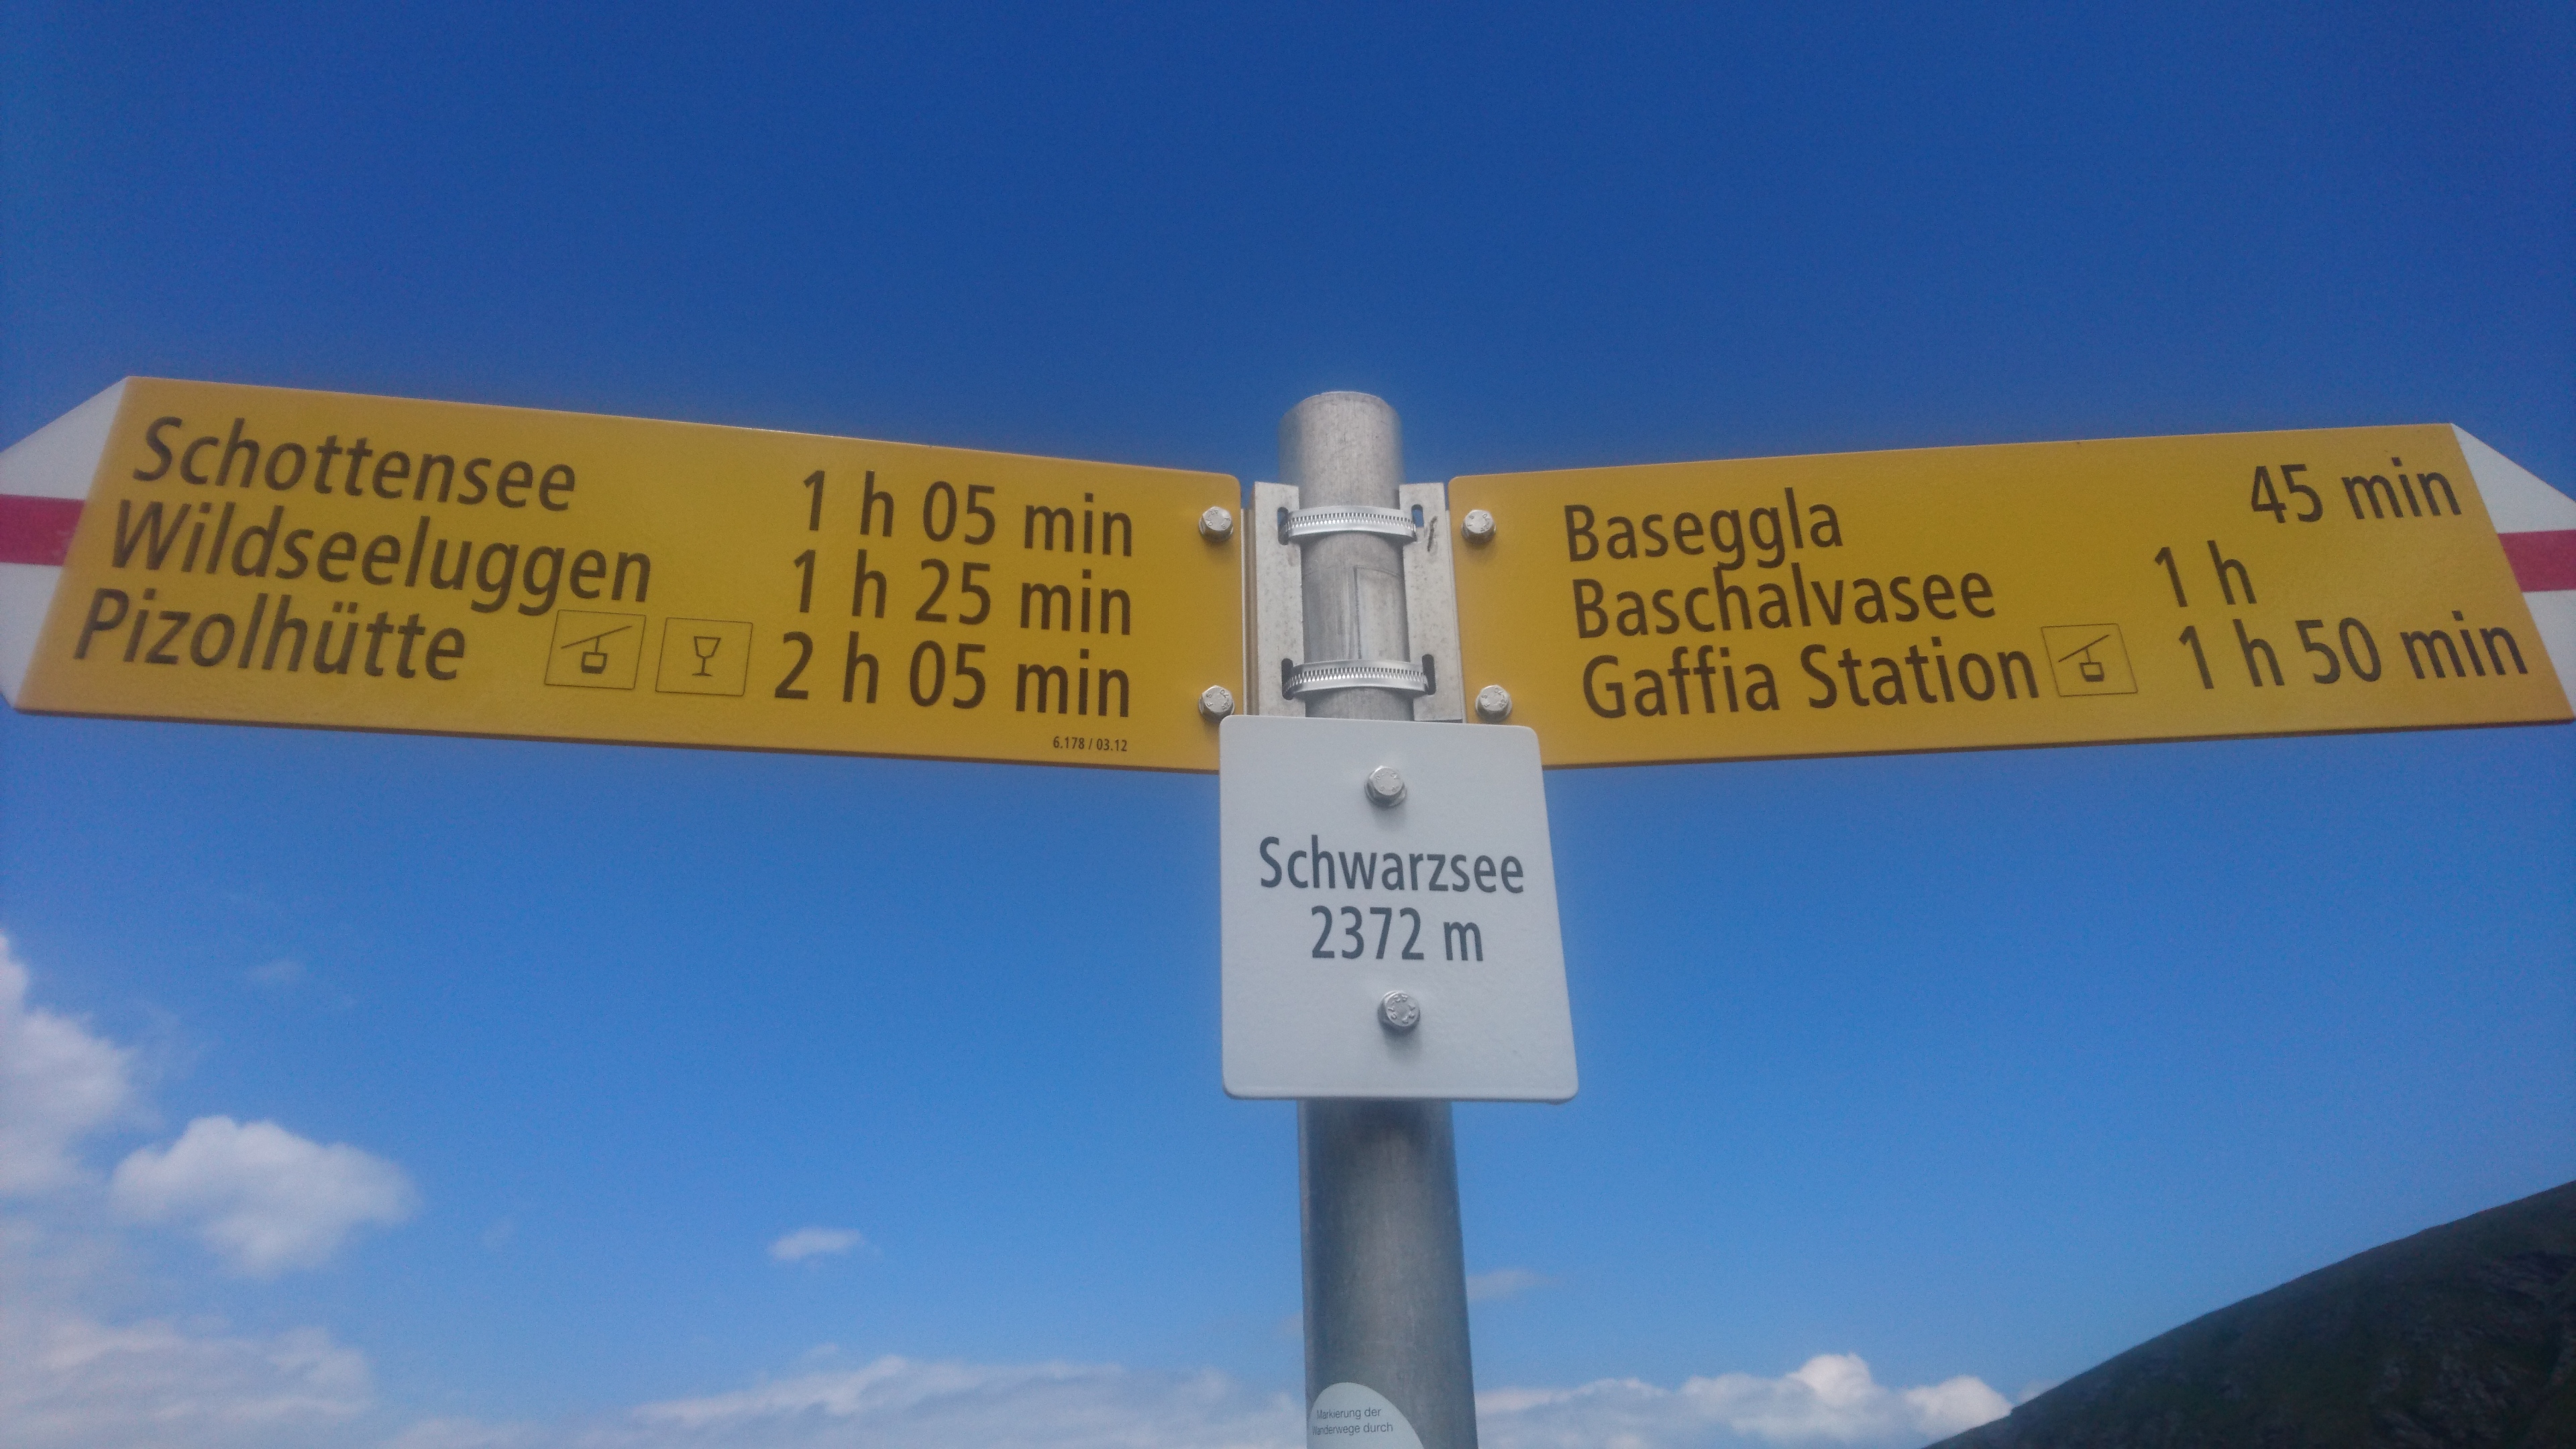 Schottensee 1 h 05 min
Wildseeluggen 1 h 25 min
Pizolhütte 2 h 05 min
6.178 / 03.12
Baseggla 45 min
Baschalvasee 1 h
Gaffia Station 1 h 50 min
Schwarzsee
2372 m
Markierung der
Wanderwege durch